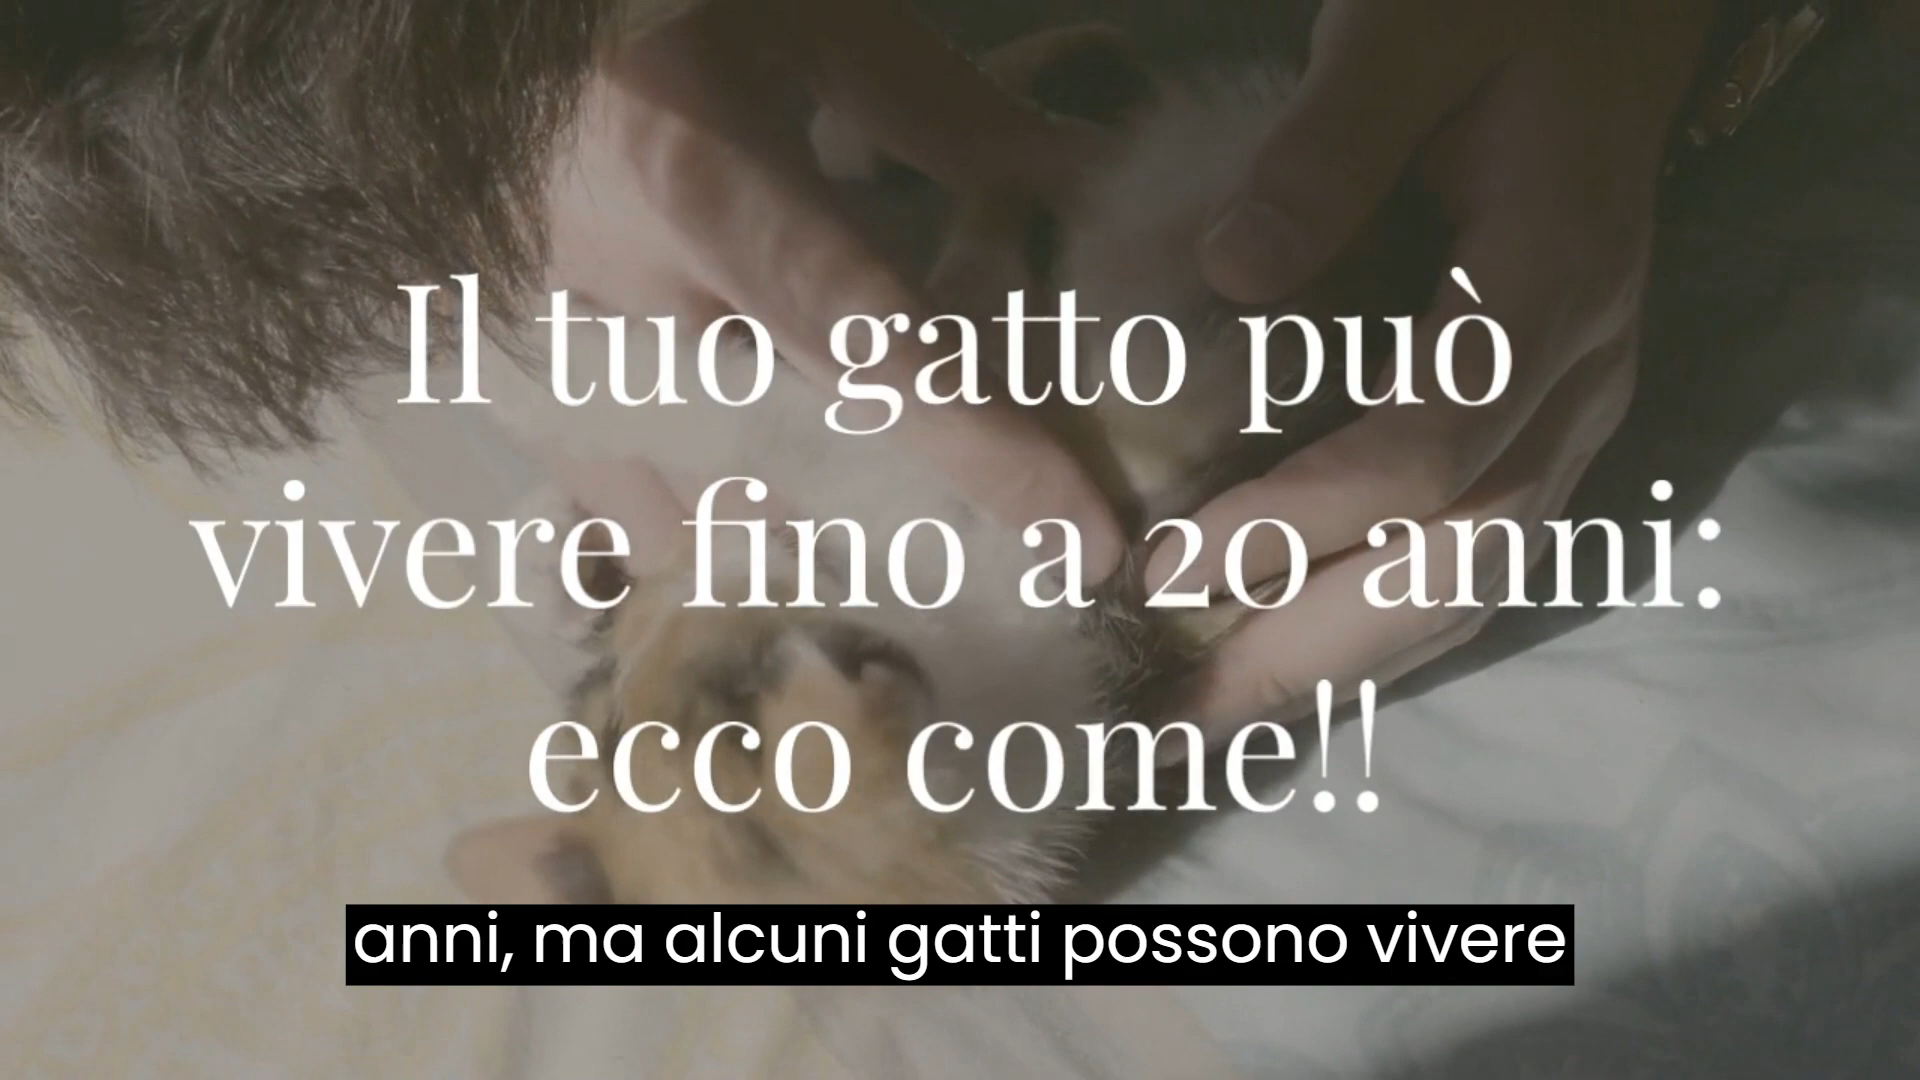 Il tuo gatto può
vivere fino a 20 anni:
ecco come!!
anni, ma alcuni gatti possono vivere